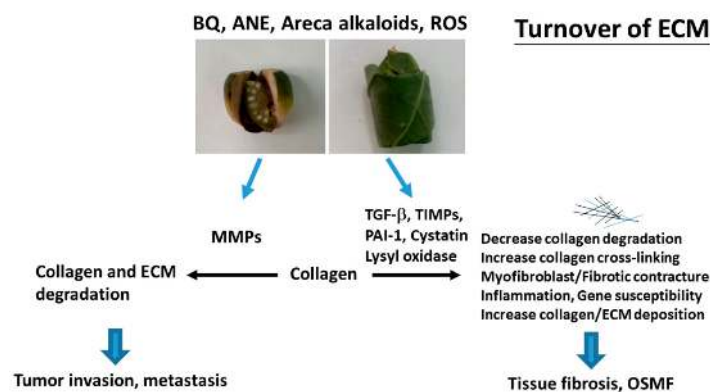 BQ, ANE, Areca alkaloids, ROS
Turnover of ECM
MMPs
TGF-β, TIMPs,
PAI-1, Cystatin
Lysyl oxidase
Collagen and ECM
degradation
Collagen
Decrease collagen degradation
Increase collagen cross-linking
Myofibroblast/Fibrotic contracture
Inflammation, Gene susceptibility
Increase collagen/ECM deposition
Tumor invasion, metastasis
Tissue fibrosis, OSMF